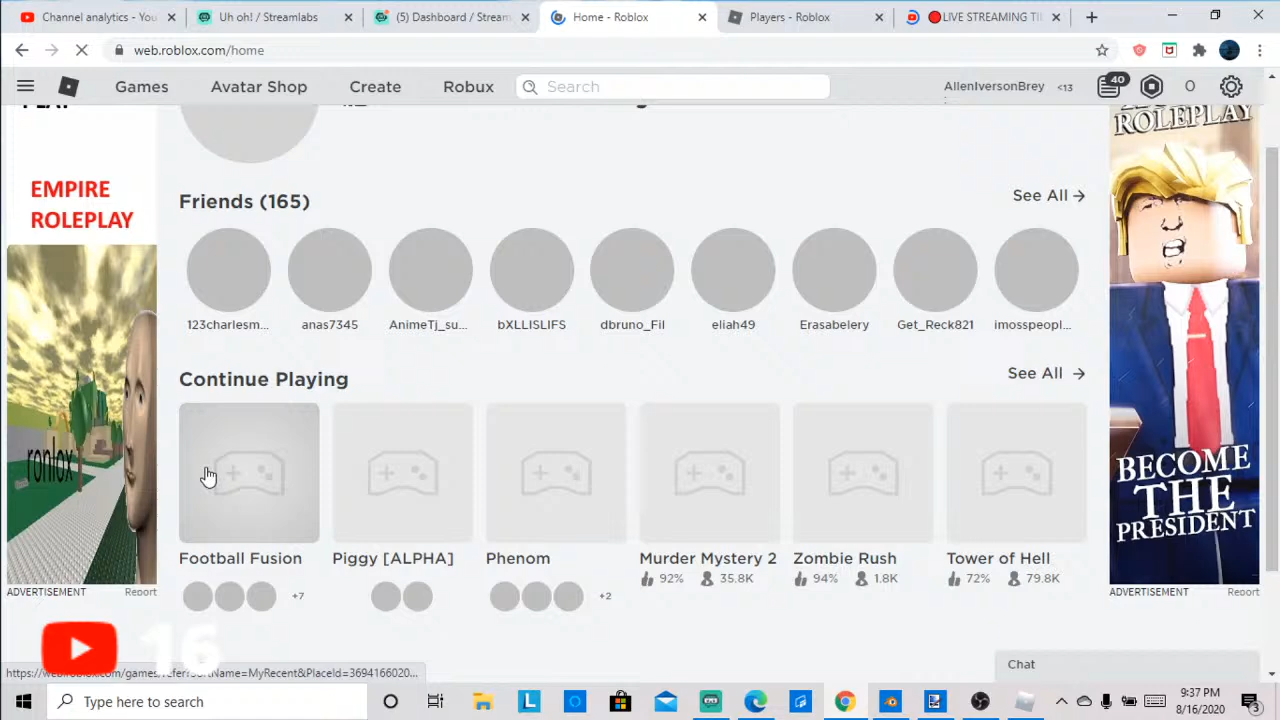 Channel analytics - You
Uh oh! / Streamlabs
(5) Dashboard / Stream
Home - Roblox
Players - Roblox
LIVE STREAMING TI
web.roblox.com/home
Games
Avatar Shop
Create
Robux
Search
AllenIversonBrey
<13
40
0
EMPIRE
ROLEPLAY
ronlox
ADVERTISEMENT
Report
Friends (165)
See All
123charlesm...
anas7345
AnimeTj_su...
bXLLISLIFS
dbruno_Fil
eliah49
Erasabelery
Get_Reck821
imosspeopl...
Continue Playing
See All
Football Fusion
+7
Piggy [ALPHA]
Phenom
+2
Murder Mystery 2
92%
35.8K
Zombie Rush
94%
1.8K
Tower of Hell
72%
79.8K
ROLEPLAY
BECOME
THE
PRESIDENT
ADVERTISEMENT
Report
Chat
16
Type here to search
9:37 PM
8/16/2020
3